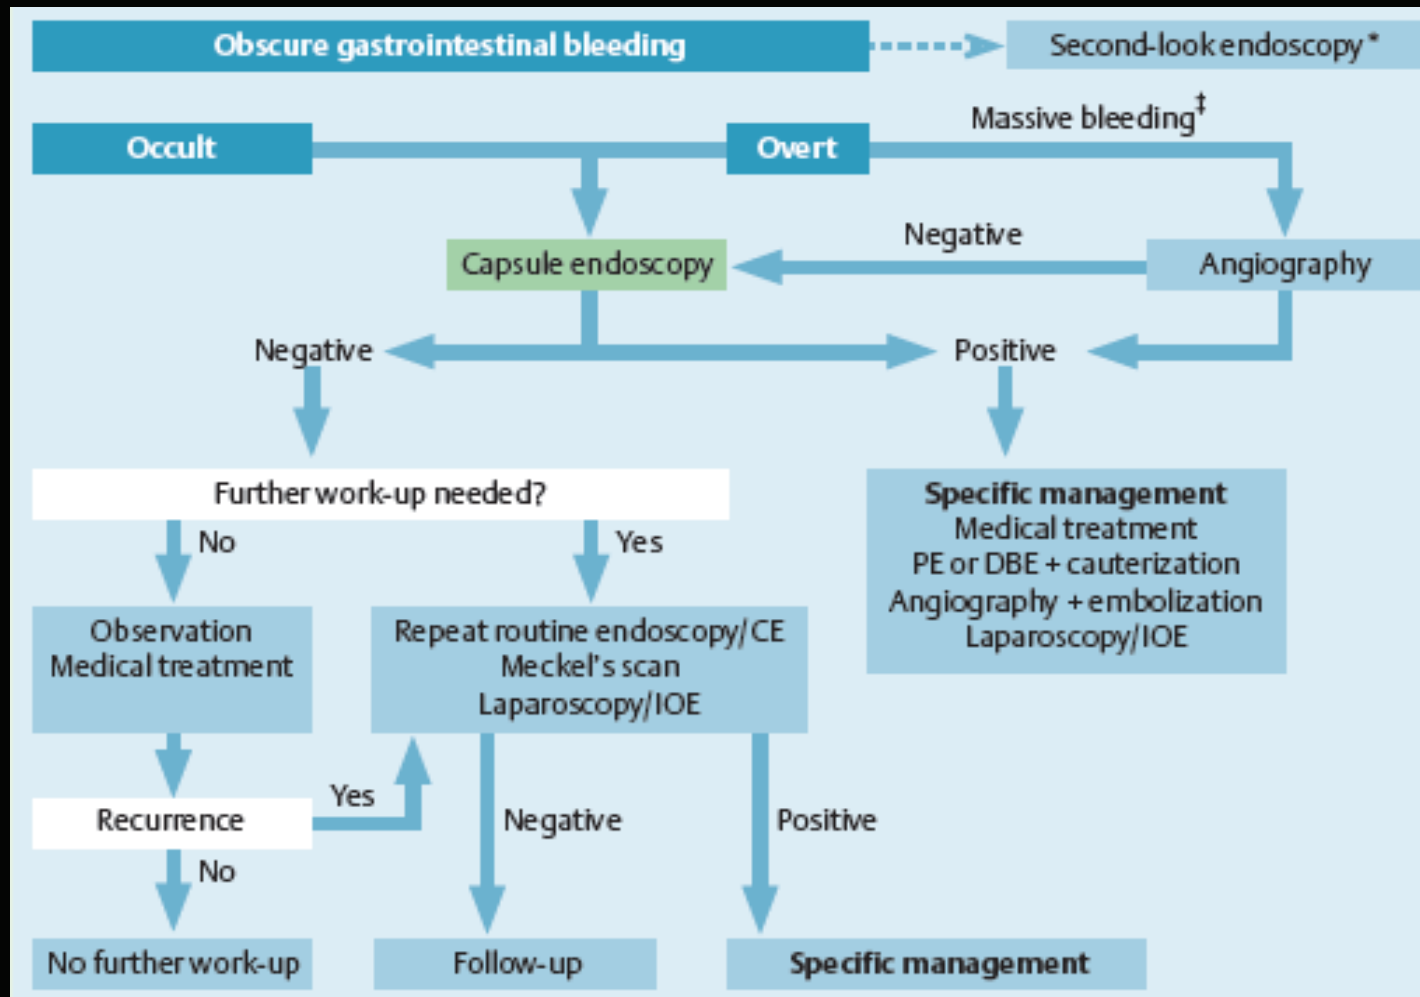 Obscure gastrointestinal bleeding
Second-look endoscopy *
Massive bleeding‡
Occult
Overt
Negative
Capsule endoscopy
Angiography
Negative
Positive
Further work-up needed?
No
Yes
Specific management
Medical treatment
PE or DBE + cauterization
Angiography + embolization
Laparoscopy/IOE
Observation
Medical treatment
Repeat routine endoscopy/CE
Meckel's scan
Laparoscopy/IOE
Yes
Recurrence
Negative
Positive
No
No further work-up
Follow-up
Specific management